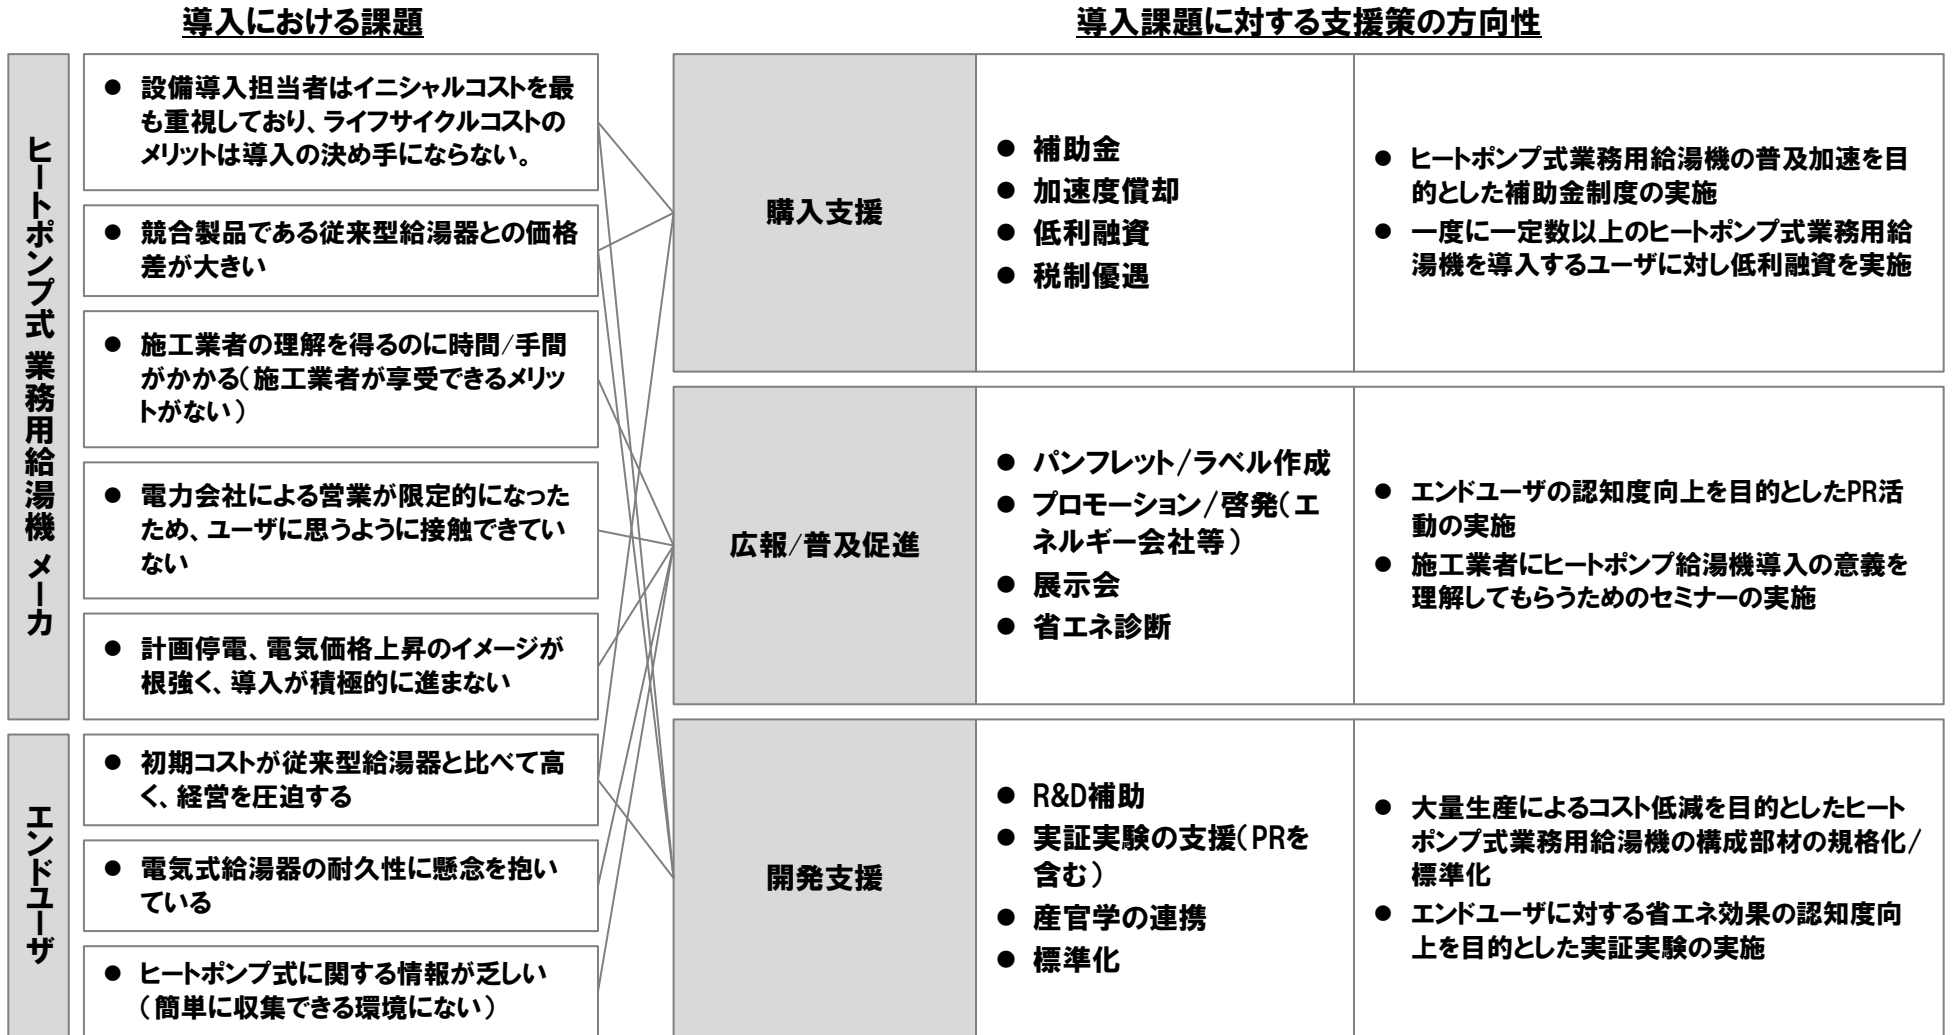 導入における課題
導入課題に対する支援策の方向性
ヒートポンプ式 業務用給湯機 メーカ
● 設備導入担当者はイニシャルコストを最
も重視しており、ライフサイクルコストの
メリットは導入の決め手にならない。
● 競合製品である従来型給湯器との価格
差が大きい
● 施工業者の理解を得るのに時間/手間
がかかる(施工業者が享受できるメリッ
トがない)
● 電力会社による営業が限定的になった
ため、ユーザに思うように接触できてい
ない
● 計画停電、電気価格上昇のイメージが
根強く、導入が積極的に進まない
エンドユーザ
● 初期コストが従来型給湯器と比べて高
く、経営を圧迫する
● 電気式給湯器の耐久性に懸念を抱い
ている
● ヒートポンプ式に関する情報が乏しい
(簡単に収集できる環境にない)
購入支援
● 補助金
● 加速度償却
● 低利融資
● 税制優遇
● ヒートポンプ式業務用給湯機の普及加速を目
的とした補助金制度の実施
● 一度に一定数以上のヒートポンプ式業務用給
湯機を導入するユーザに対し低利融資を実施
広報/普及促進
● パンフレット/ラベル作成
● プロモーション/啓発(エ
ネルギー会社等)
● 展示会
● 省エネ診断
● エンドユーザの認知度向上を目的としたPR活
動の実施
● 施工業者にヒートポンプ給湯機導入の意義を
理解してもらうためのセミナーの実施
開発支援
● R&D補助
● 実証実験の支援(PRを
含む)
● 産官学の連携
● 標準化
● 大量生産によるコスト低減を目的としたヒート
ポンプ式業務用給湯機の構成部材の規格化/
標準化
● エンドユーザに対する省エネ効果の認知度向
上を目的とした実証実験の実施